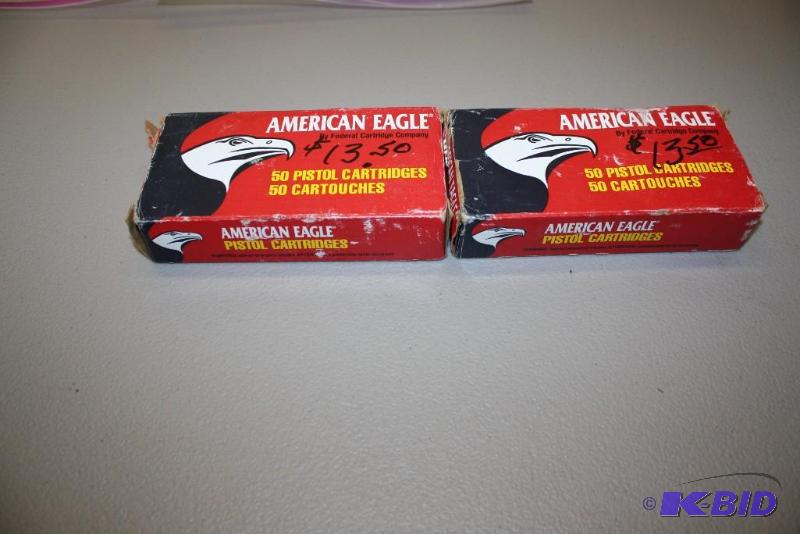 AMERICAN EAGLE®
By Federal Cartridge Company
$13.50
50 PISTOL CARTRIDGES
50 CARTOUCHES
AMERICAN EAGLE®
PISTOL CARTRIDGES
AMERICAN EAGLE®
By Federal Cartridge Company
$13.50
50 PISTOL CARTRIDGES
50 CARTOUCHES
AMERICAN EAGLE®
PISTOL CARTRIDGES
© K-BID